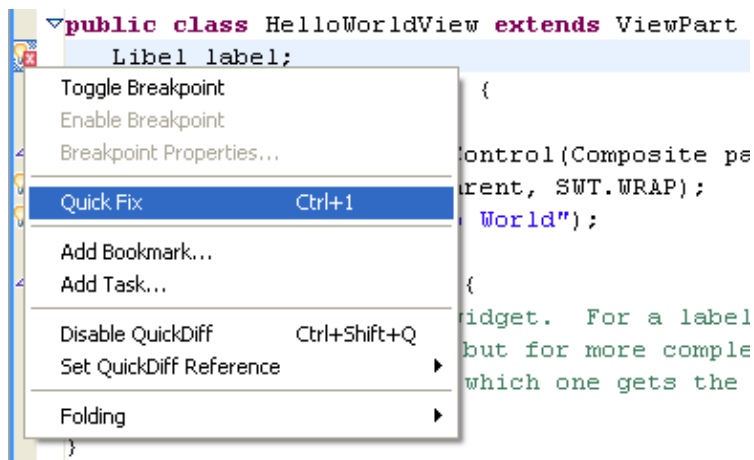 public class HelloWorldView extends ViewPart
Libel label;
Toggle Breakpoint
{
Enable Breakpoint
Breakpoint Properties...
ontrol(Composite pa
Quick Fix Ctrl+1
rent, SWT.WRAP);
World");
Add Bookmark...
Add Task...
{
idget. For a label
Disable QuickDiff Ctrl+Shift+Q
but for more comple
Set QuickDiff Reference
which one gets the
Folding
}